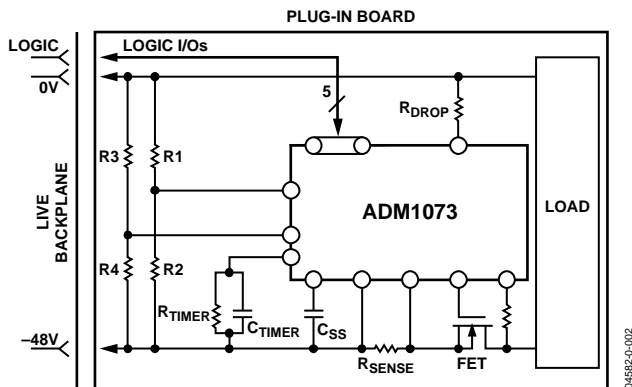 PLUG-IN BOARD
LOGIC
LOGIC I/Os
0V
5
RDROP
R3
R1
ADM1073
LOAD
LIVE
BACKPLANE
R4
R2
RTIMER
CTIMER
CSS
−48V
RSENSE
FET
04582-0-002